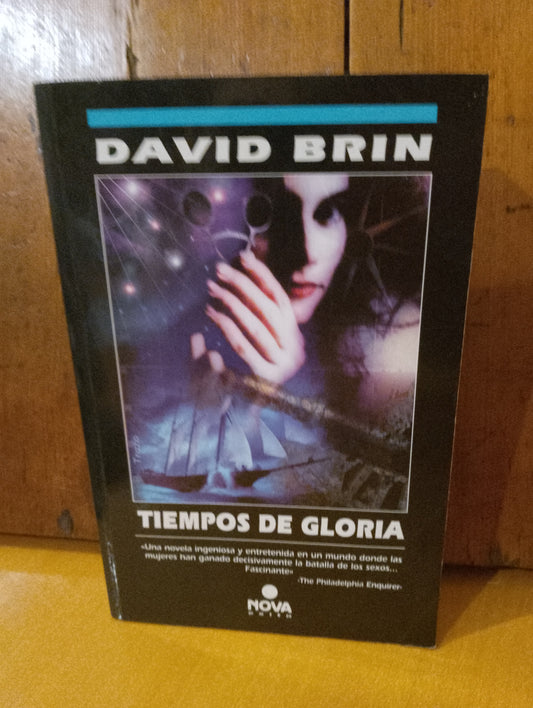 DAVID BRIN
TIEMPOS DE GLORIA
«Una novela ingeniosa y entretenida en un mundo donde las
mujeres han ganado decisivamente la batalla de los sexos...
Fascinante»
-The Philadelphia Enquirer-
NOVA